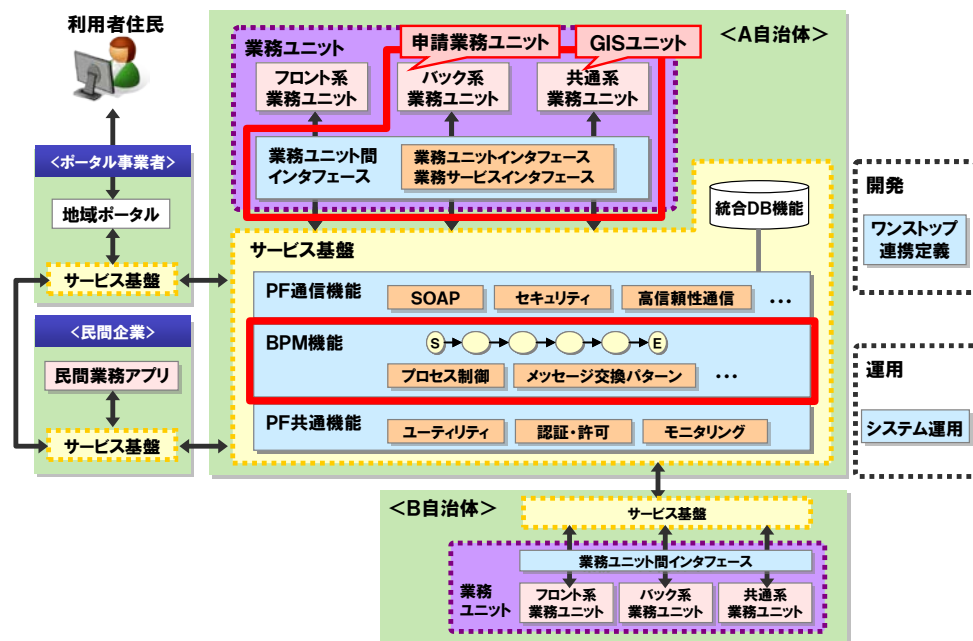 利用者住民
<A自治体>
業務ユニット
申請業務ユニット
GISユニット
フロント系
業務ユニット
バック系
業務ユニット
共通系
業務ユニット
業務ユニット間
インタフェース
業務ユニットインタフェース
業務サービスインタフェース
<ポータル事業者>
地域ポータル
サービス基盤
<民間企業>
民間業務アプリ
サービス基盤
統合DB機能
サービス基盤
PF通信機能
SOAP
セキュリティ
高信頼性通信
…
BPM機能
S
E
プロセス制御
メッセージ交換パターン
…
PF共通機能
ユーティリティ
認証・許可
モニタリング
開発
ワンストップ
連携定義
運用
システム運用
<B自治体>
サービス基盤
業務ユニット間インタフェース
業務
ユニット
フロント系
業務ユニット
バック系
業務ユニット
共通系
業務ユニット